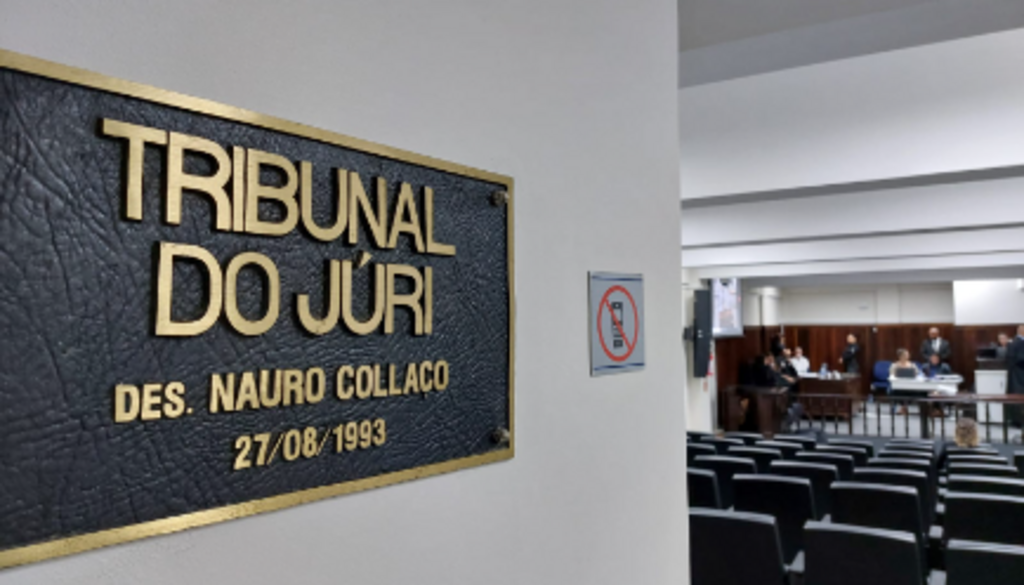 TRIBUNAL
DO JÚRI
DES. NAURO COLLAÇO
27/08/1993